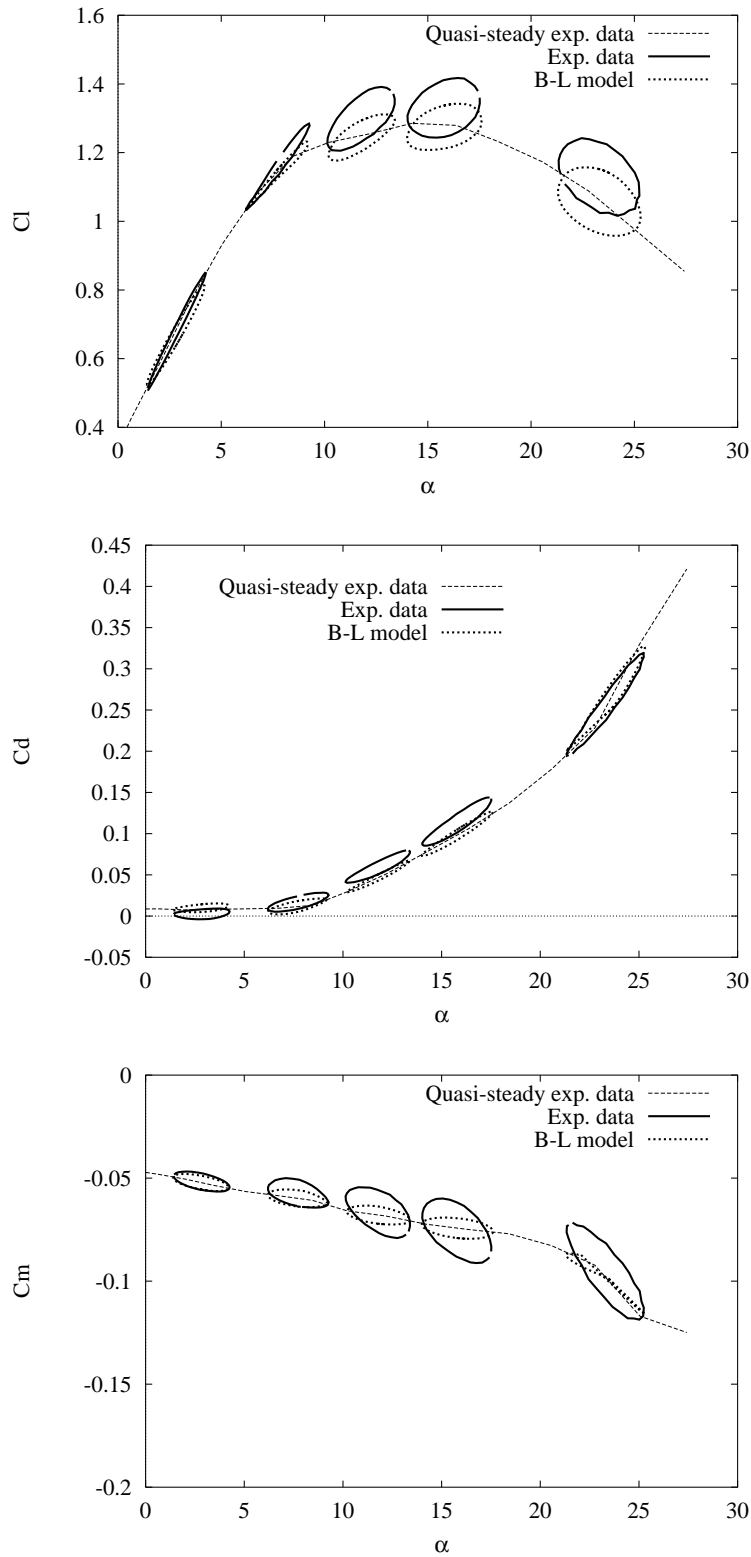 1.6
1.4
1.2
1
0.8
0.6
0.4
Cl
Quasi-steady exp. data
Exp. data
B-L model
0 5 10 15 20 25 30
α
0.45
0.4
0.35
0.3
0.25
0.2
0.15
0.1
0.05
0
-0.05
Cd
Quasi-steady exp. data
Exp. data
B-L model
0 5 10 15 20 25 30
α
0
-0.05
-0.1
-0.15
-0.2
Cm
Quasi-steady exp. data
Exp. data
B-L model
0 5 10 15 20 25 30
α